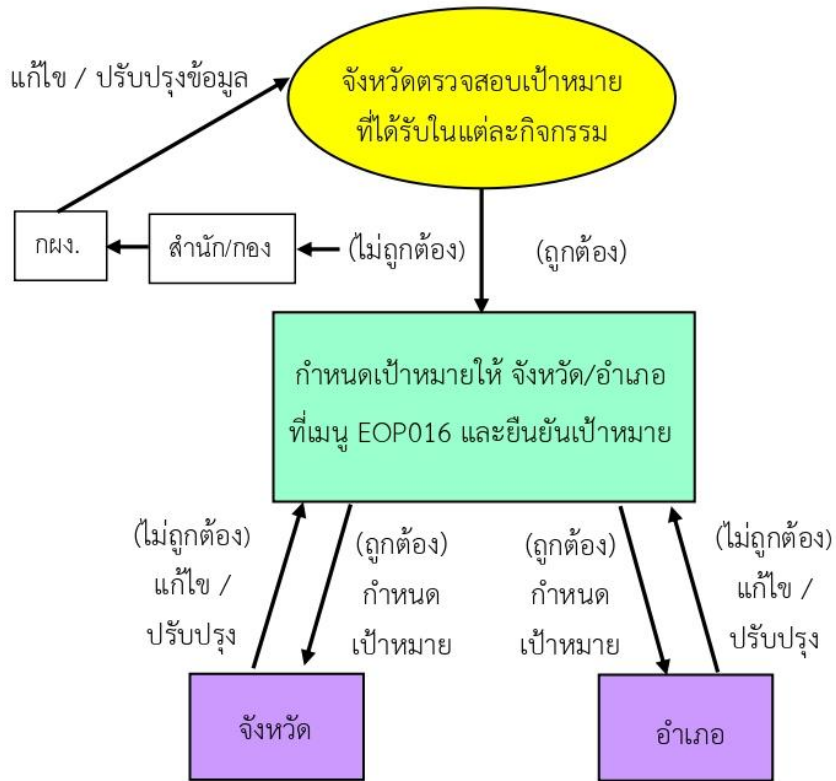 แก้ไข / ปรับปรุงข้อมูล
จังหวัดตรวจสอบเป้าหมาย
ที่ได้รับในแต่ละกิจกรรม
กผง.
สำนัก/กอง
(ไม่ถูกต้อง)
(ถูกต้อง)
กำหนดเป้าหมายให้ จังหวัด/อำเภอ
ที่เมนู EOP016 และยืนยันเป้าหมาย
(ไม่ถูกต้อง)
แก้ไข /
ปรับปรุง
(ถูกต้อง)
กำหนด
เป้าหมาย
(ถูกต้อง)
กำหนด
เป้าหมาย
(ไม่ถูกต้อง)
แก้ไข /
ปรับปรุง
จังหวัด
อำเภอ